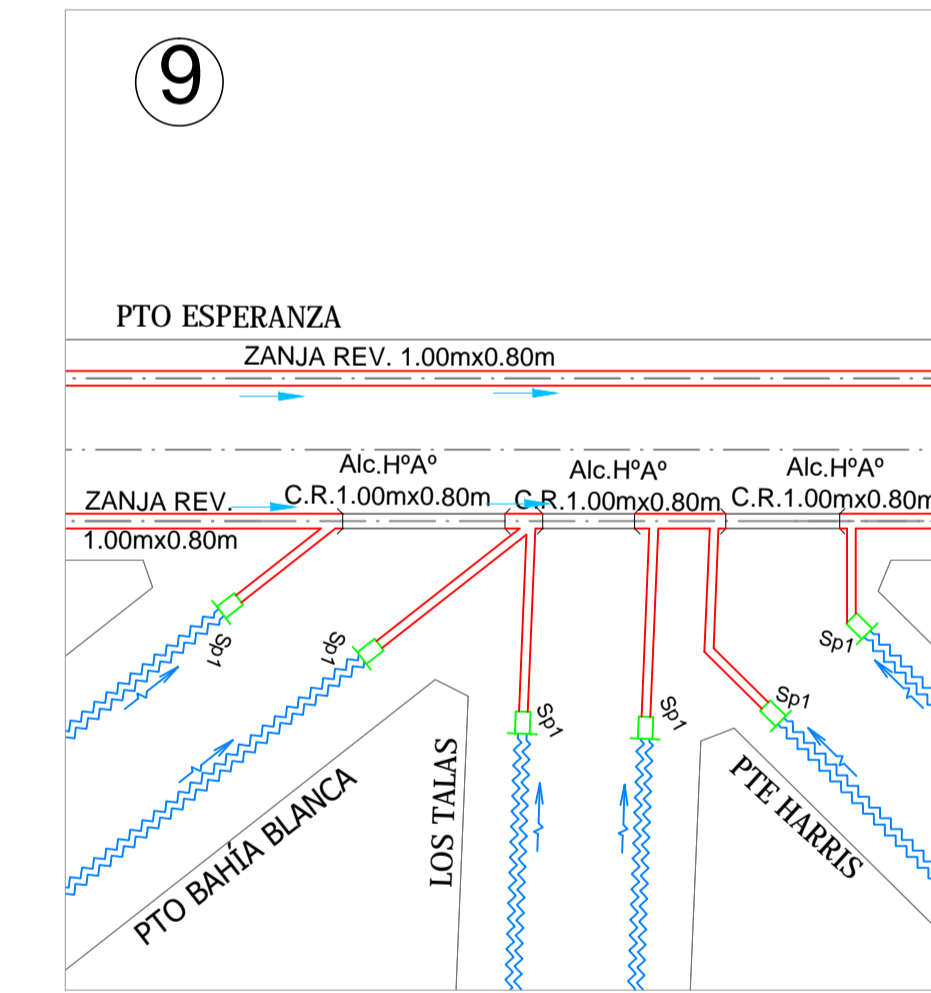 9
PTO ESPERANZA
ZANJA REV. 1.00mx0.80m
Alc.HºAº
Alc.HºAº
Alc.HºAº
ZANJA REV.
C.R.1.00mx0.80m
C.R.1.00mx0.80m
C.R.1.00mx0.80m
1.00mx0.80m
Sp1
Sp1
Sp1
Sp1
Sp1
Sp1
PTO BAHÍA BLANCA
LOS TALAS
PTE HARRIS